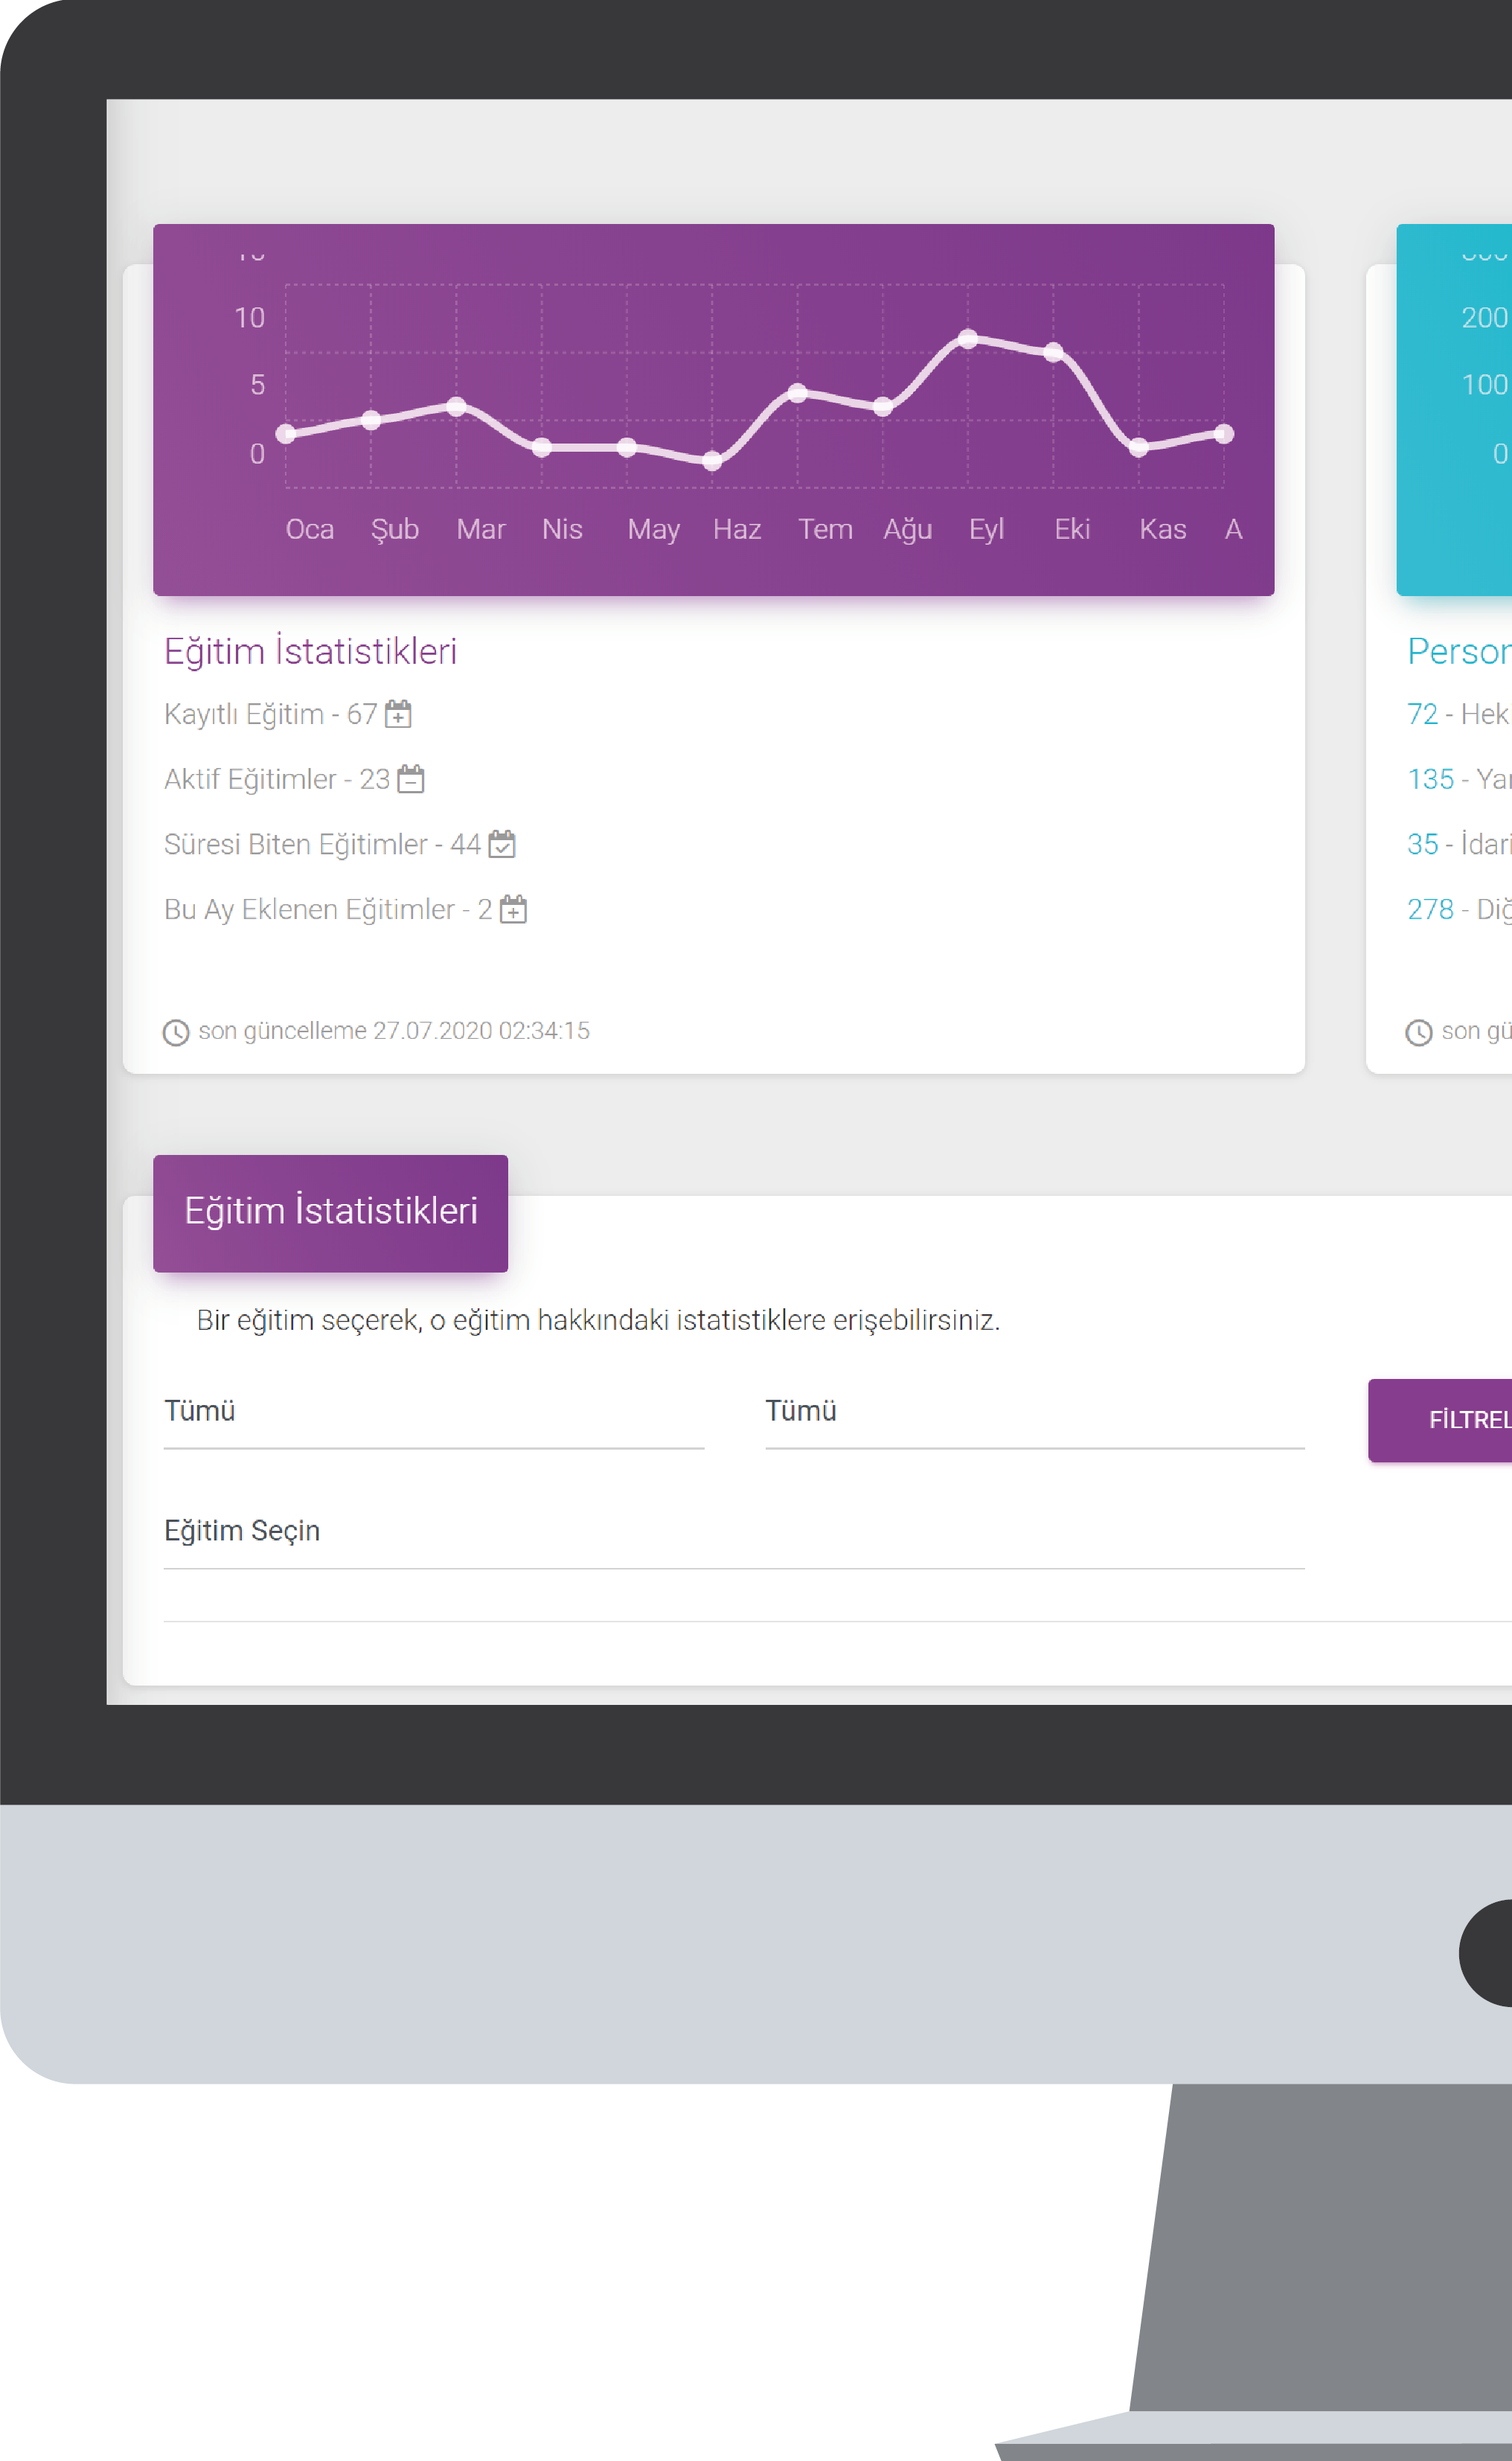 10
200
5
100
0
0
Oca Şub Mar Nis May Haz Tem Ağu Eyl Eki Kas A
Eğitim İstatistikleri
Kayıtlı Eğitim - 67
Aktif Eğitimler - 23
Süresi Biten Eğitimler - 44
Bu Ay Eklenen Eğitimler - 2
son güncelleme 27.07.2020 02:34:15
Person
72 - Hek
135 - Yar
35 - İdari
278 - Diğ
son gü
Eğitim İstatistikleri
Bir eğitim seçerek, o eğitim hakkındaki istatistiklere erişebilirsiniz.
Tümü
Tümü
FİLTREL
Eğitim Seçin